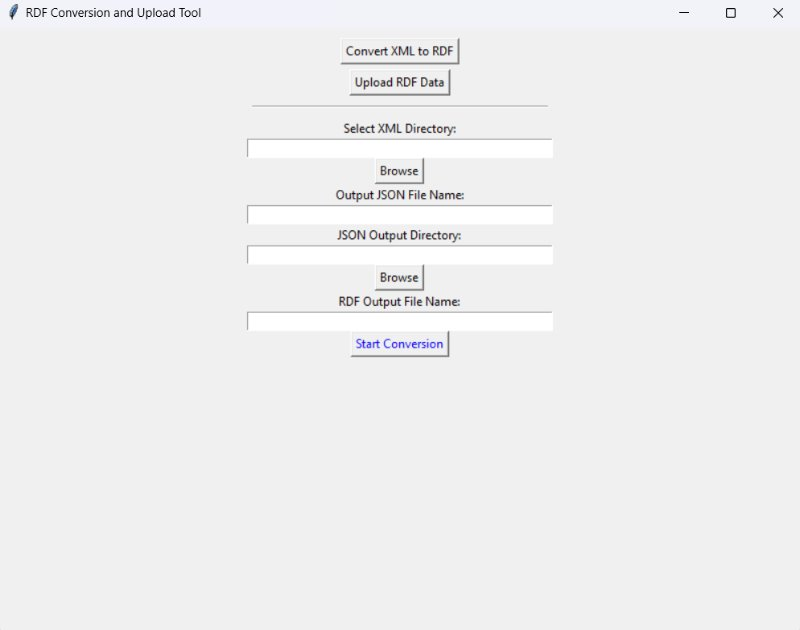 RDF Conversion and Upload Tool
Convert XML to RDF
Upload RDF Data
Select XML Directory:
Browse
Output JSON File Name:
JSON Output Directory:
Browse
RDF Output File Name:
Start Conversion